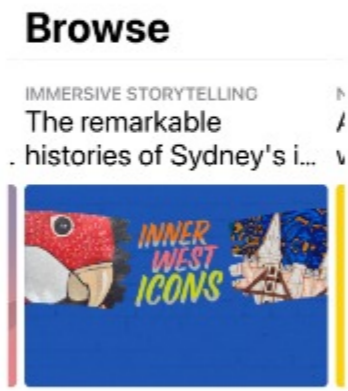 Browse
IMMERSIVE STORYTELLING
The remarkable
histories of Sydney's i...
INNER
WEST
ICONS